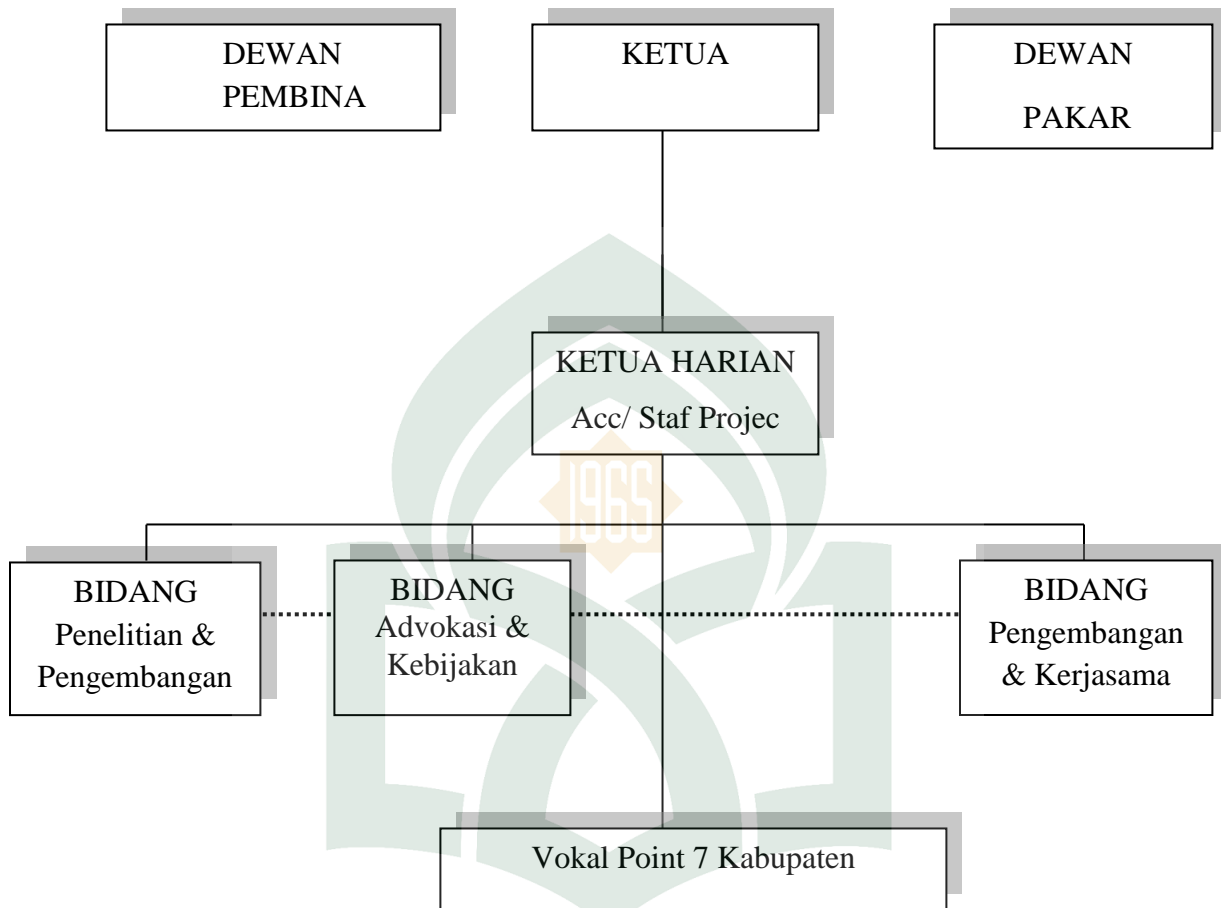 DEWAN
PEMBINA
KETUA
DEWAN
PAKAR
KETUA HARIAN
Acc/ Staf Projec
1965
BIDANG
Penelitian &
Pengembangan
BIDANG
Advokasi &
Kebijakan
BIDANG
Pengembangan
& Kerjasama
Vokal Point 7 Kabupaten